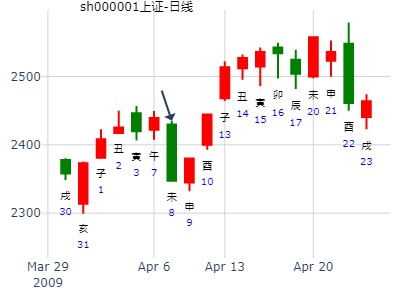 sh000001上证-日线
2500
2400
2300
戌 30
亥 31
子 1
丑 2
寅 3
午 7
未 8
申 9
酉 10
子 13
丑 14
寅 15
卯 16
辰 17
未 20
申 21
酉 22
戌 23
Mar 29
2009
Apr 6
Apr 13
Apr 20